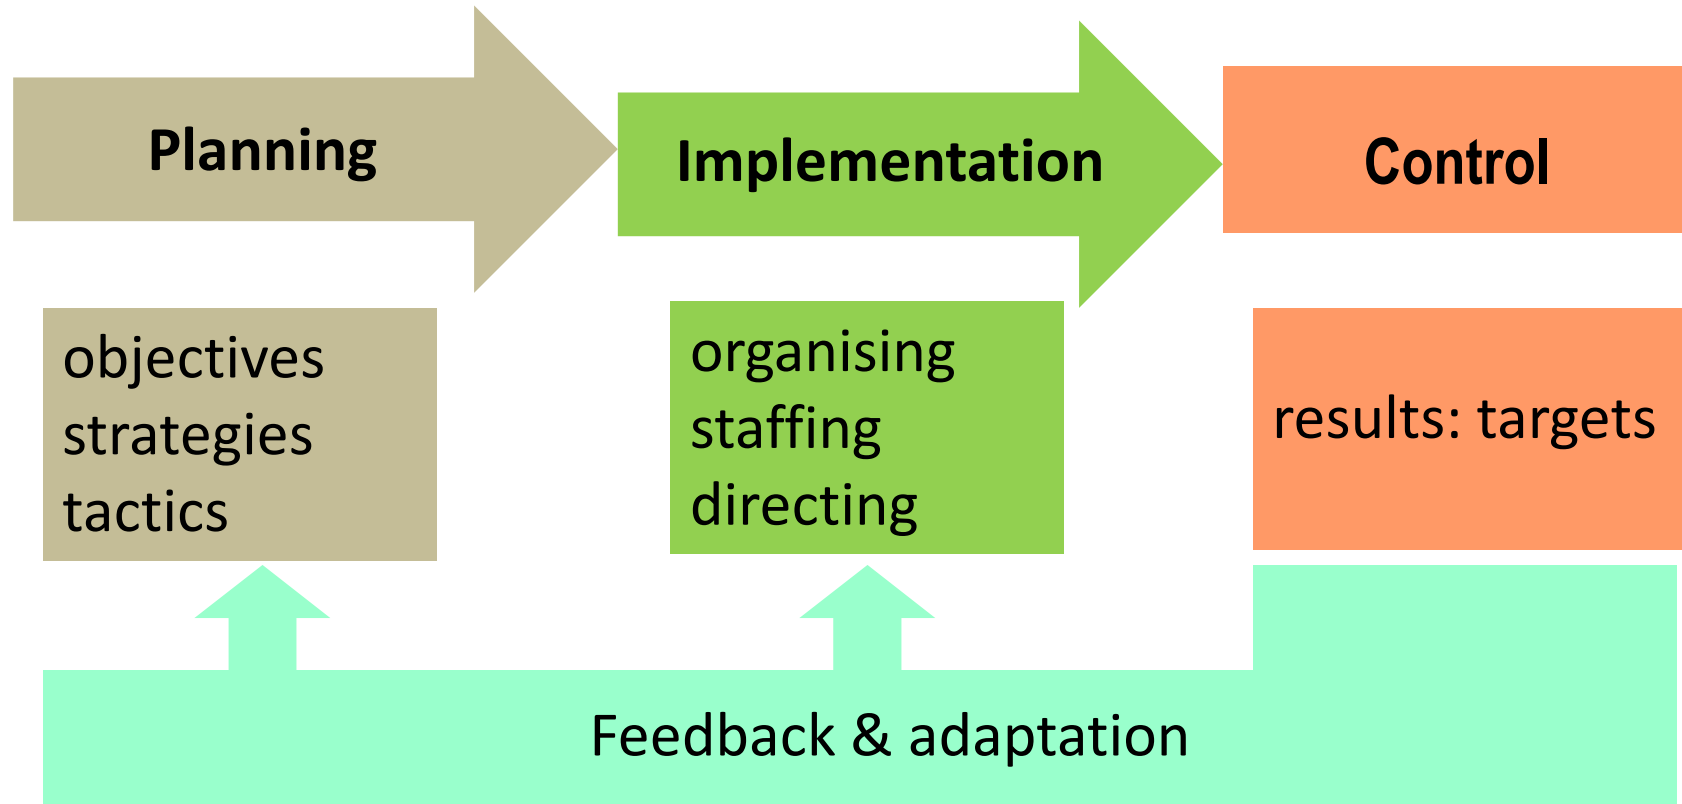 Planning
Implementation
Control
objectives
strategies
tactics
organising
staffing
directing
results: targets
Feedback & adaptation